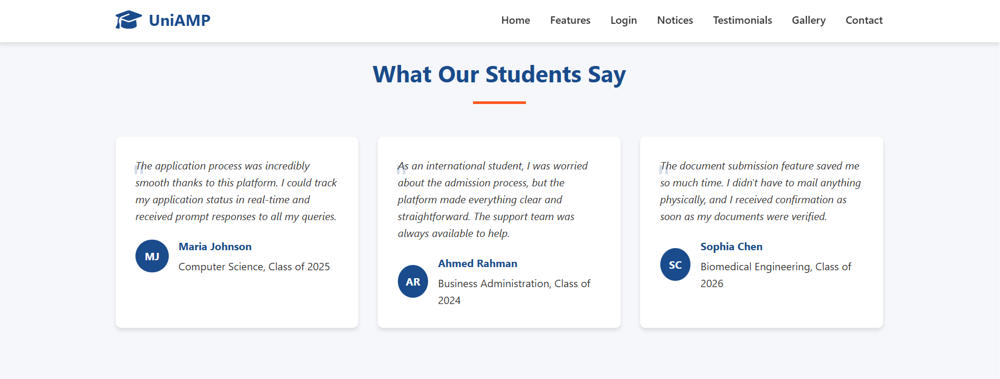 UniAMP
Home Features Login Notices Testimonials Gallery Contact
What Our Students Say
"
The application process was incredibly
smooth thanks to this platform. I could track
my application status in real-time and
received prompt responses to all my queries.
MJ
Maria Johnson
Computer Science, Class of 2025
"
As an international student, I was worried
about the admission process, but the
platform made everything clear and
straightforward. The support team was
always available to help.
AR
Ahmed Rahman
Business Administration, Class of
2024
"
The document submission feature saved me
so much time. I didn't have to mail anything
physically, and I received confirmation as
soon as my documents were verified.
SC
Sophia Chen
Biomedical Engineering, Class of
2026